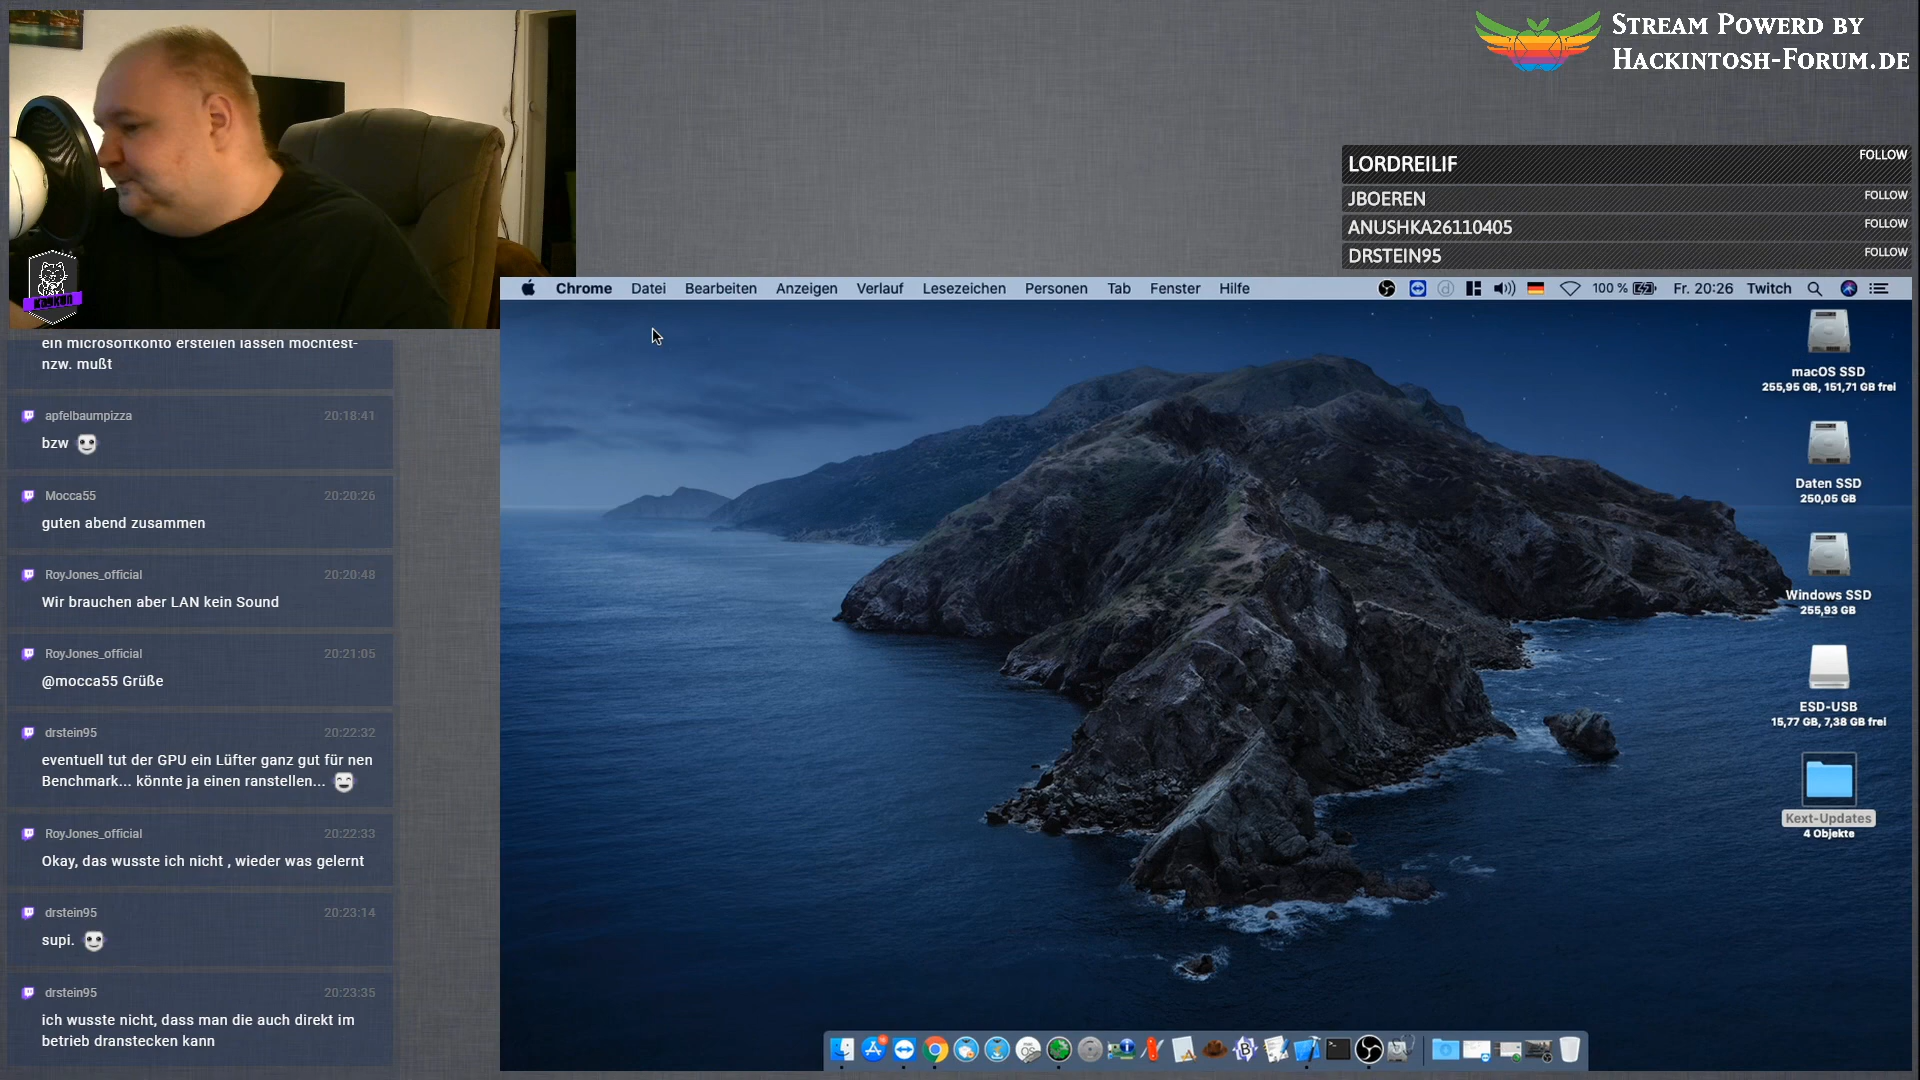 STREAM POWERD BY
HACKINTOSH-FORUM.DE
LORDREILIF FOLLOW
JBOEREN FOLLOW
ANUSHKA26110405 FOLLOW
DRSTEIN95 FOLLOW
Chrome Datei Bearbeiten Anzeigen Verlauf Lesezeichen Personen Tab Fenster Hilfe 100 % Fr. 20:26 Twitch
ein microsoftkonto erstellen lassen möchtest-
nzw. mußt
apfelbaumpizza 20:18:41
bzw
Mocca55 20:20:26
guten abend zusammen
RoyJones_official 20:20:48
Wir brauchen aber LAN kein Sound
RoyJones_official 20:21:05
@mocca55 Grüße
drstein95 20:22:32
eventuell tut der GPU ein Lüfter ganz gut für nen
Benchmark... könnte ja einen ranstellen...
RoyJones_official 20:22:33
Okay, das wusste ich nicht , wieder was gelernt
drstein95 20:23:14
supi.
drstein95 20:23:35
ich wusste nicht, dass man die auch direkt im
betrieb dranstecken kann
macOS SSD
255,95 GB, 151,71 GB frei
Daten SSD
250,05 GB
Windows SSD
255,93 GB
ESD-USB
15,77 GB, 7,38 GB frei
Kext-Updates
4 Objekte